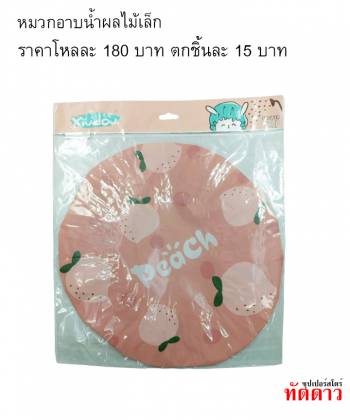 หมวกอาบน้ำผลไม้เล็ก
ราคาโหลละ 180 บาท ตกชิ้นละ 15 บาท
Peach
ซุปเปอร์สโตร์
ทัดดาว